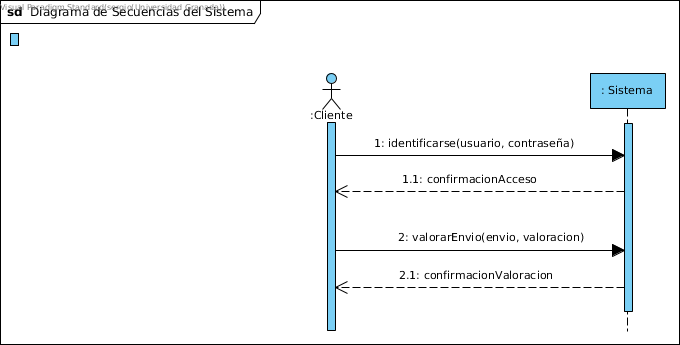 Visual Paradigm Standard(sergio(Universidad Granada))
sd Diagrama de Secuencias del Sistema
: Sistema
:Cliente
1: identificarse(usuario, contraseña)
1.1: confirmacionAcceso
2: valorarEnvio(envio, valoracion)
2.1: confirmacionValoracion